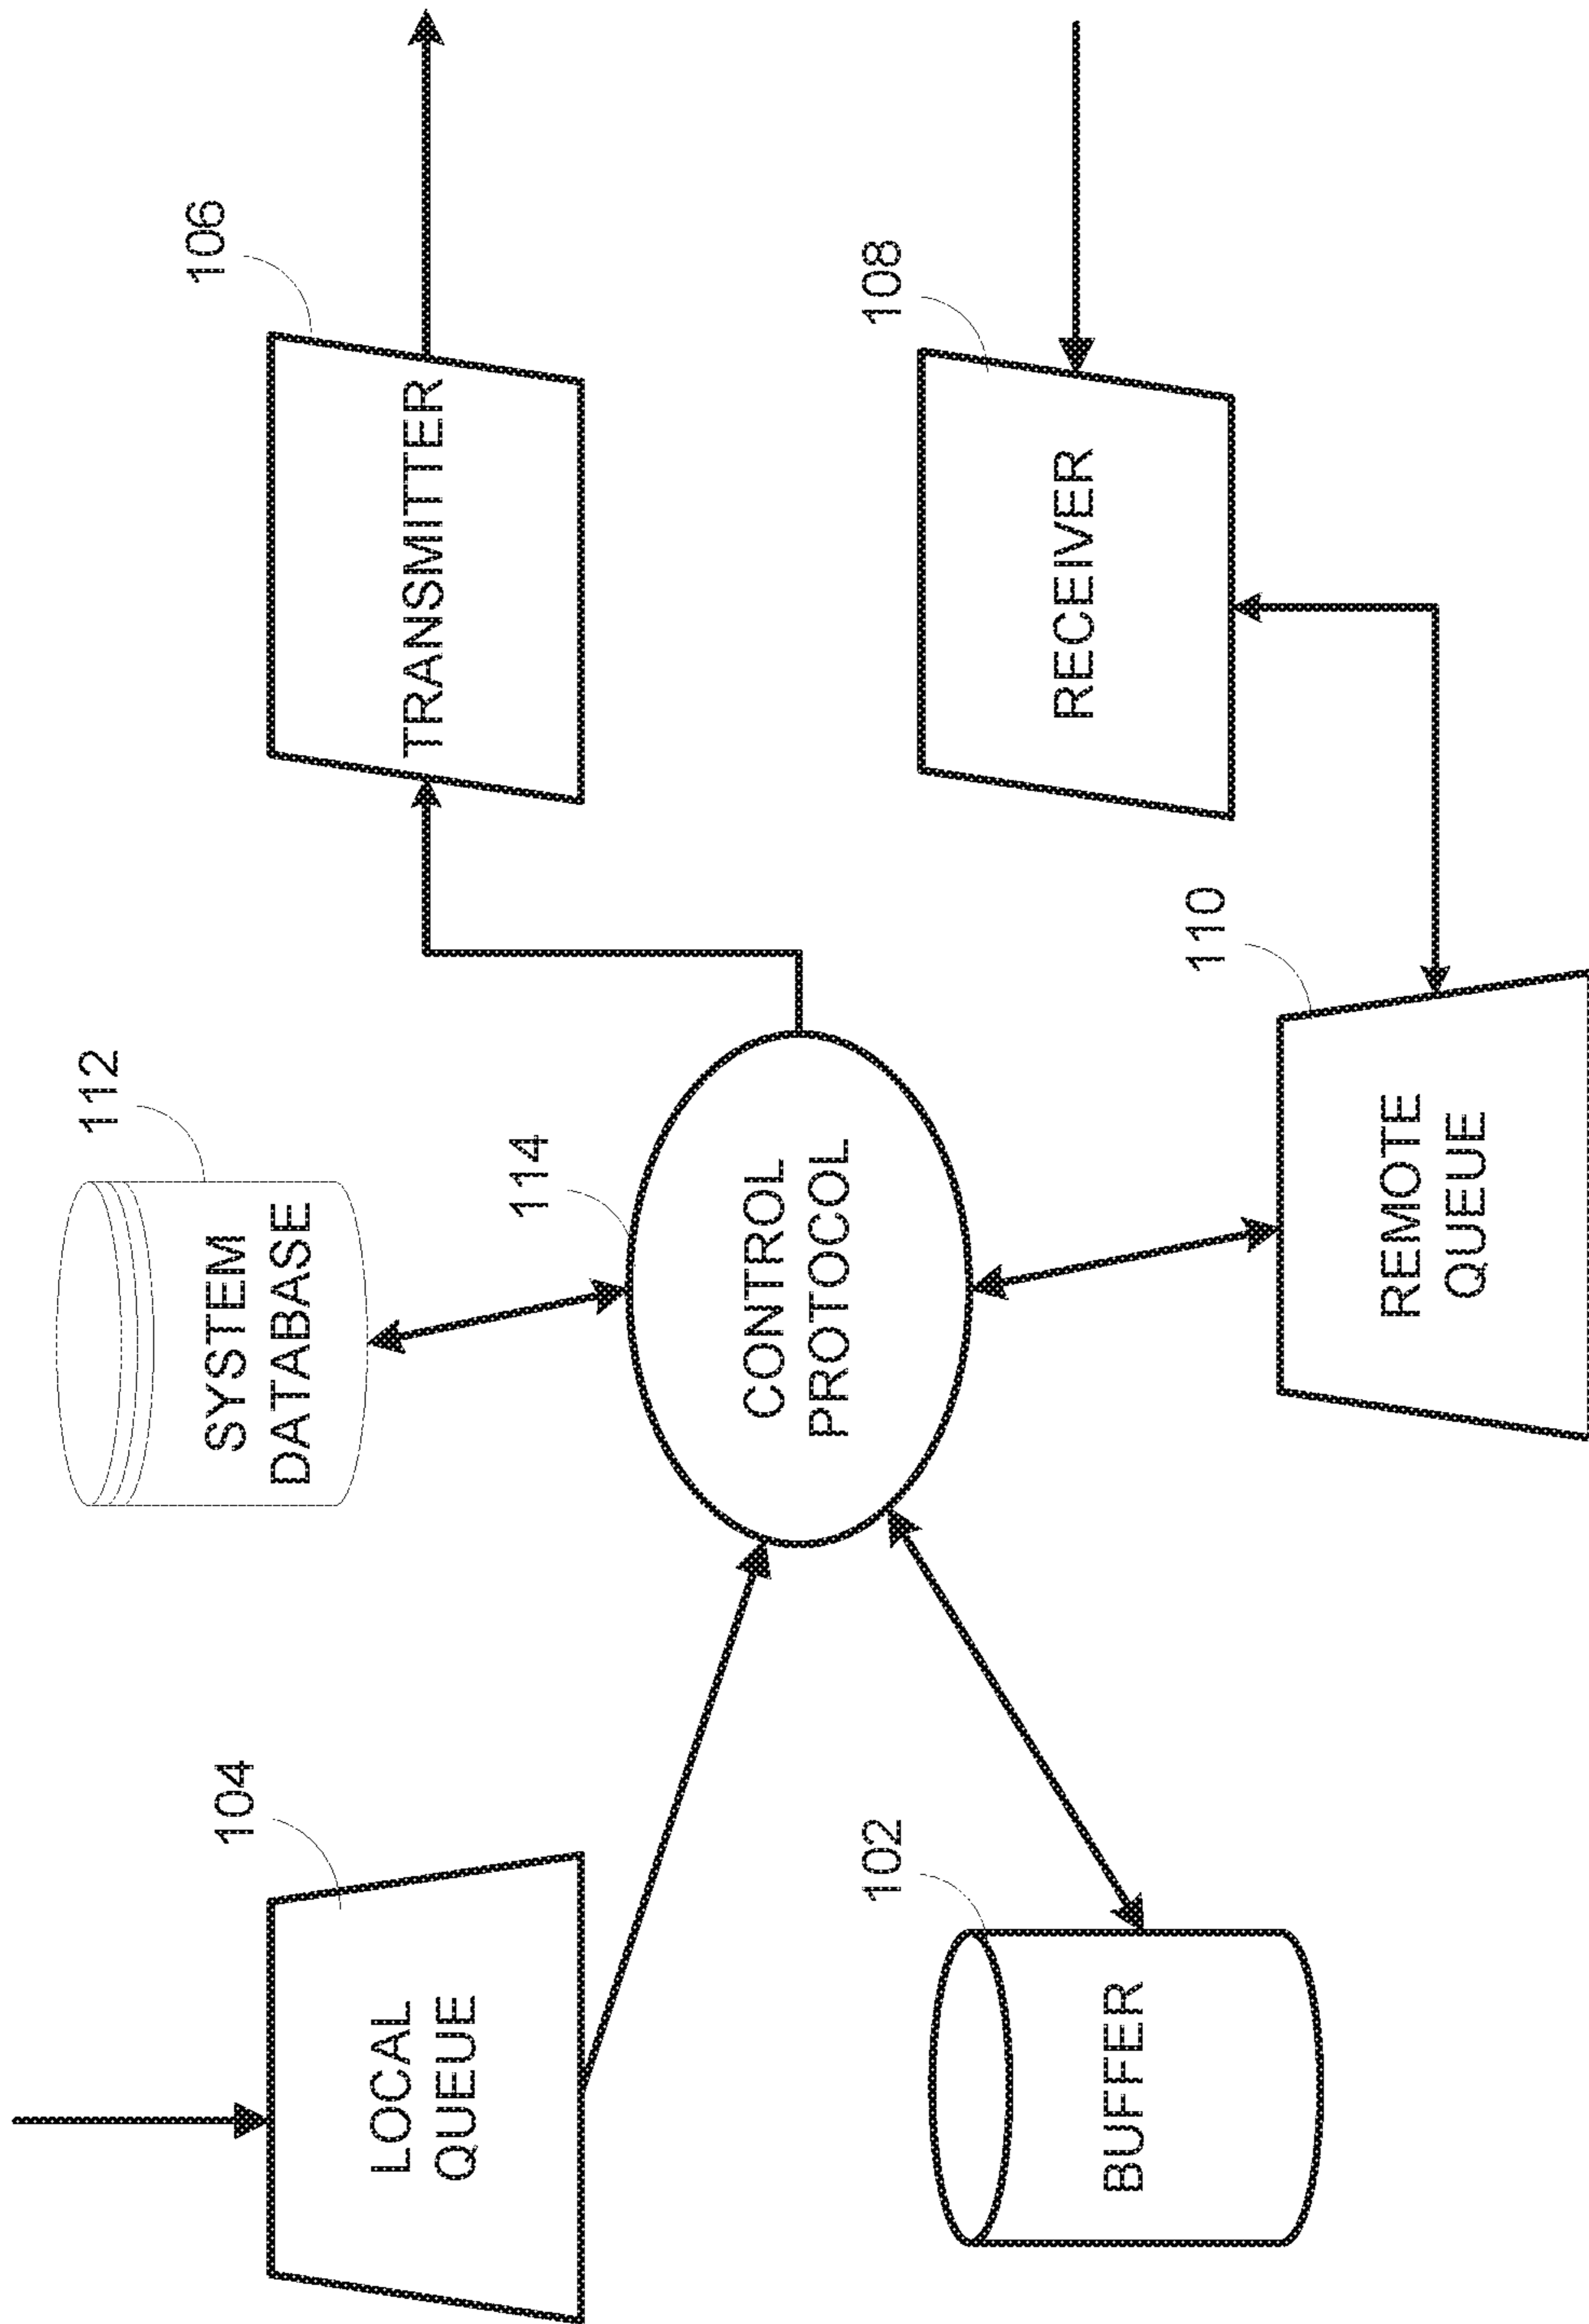 104
LOCAL
QUEUE
112
SYSTEM
DATABASE
106
TRANSMITTER
114
CONTROL
PROTOCOL
102
BUFFER
108
RECEIVER
110
REMOTE
QUEUE